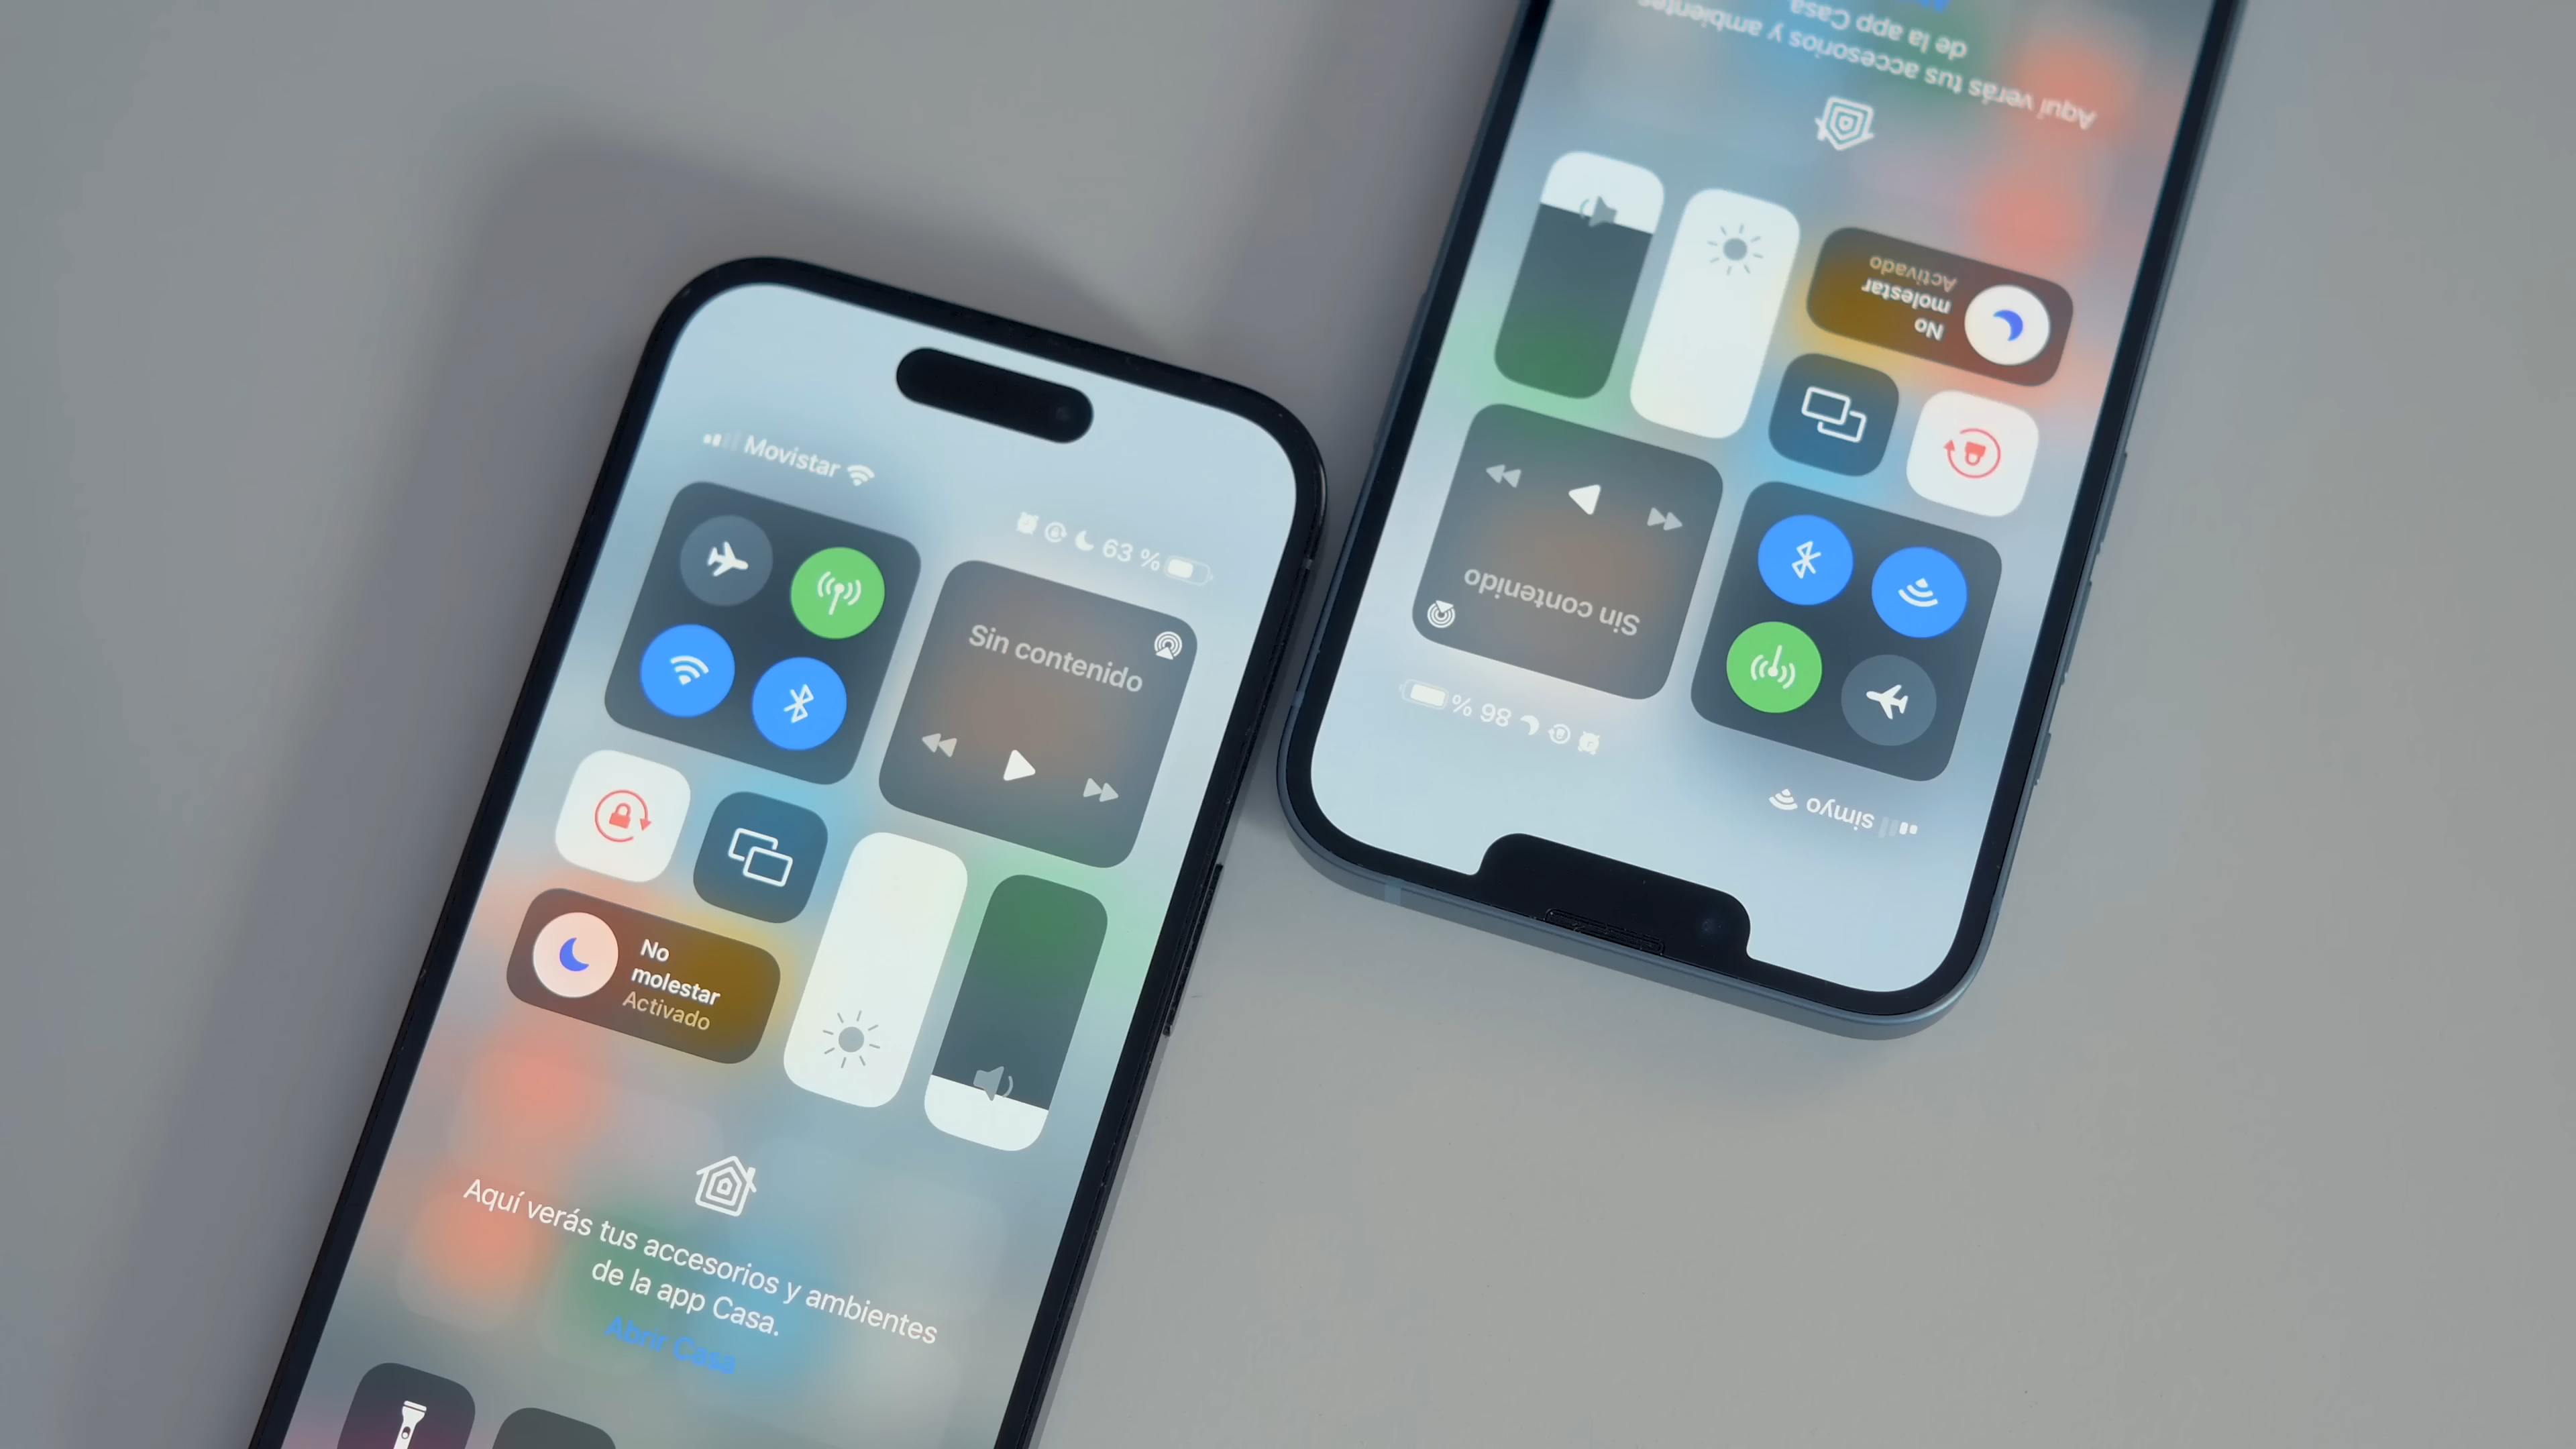 Movistar
63 %
Sin contenido
No
molestar
Activado
Aquí verás tus accesorios y ambientes
de la app Casa.
Abrir Casa
simyo
86 %
Sin contenido
No
molestar
Activado
Aquí verás tus accesorios y ambientes
de la app Casa